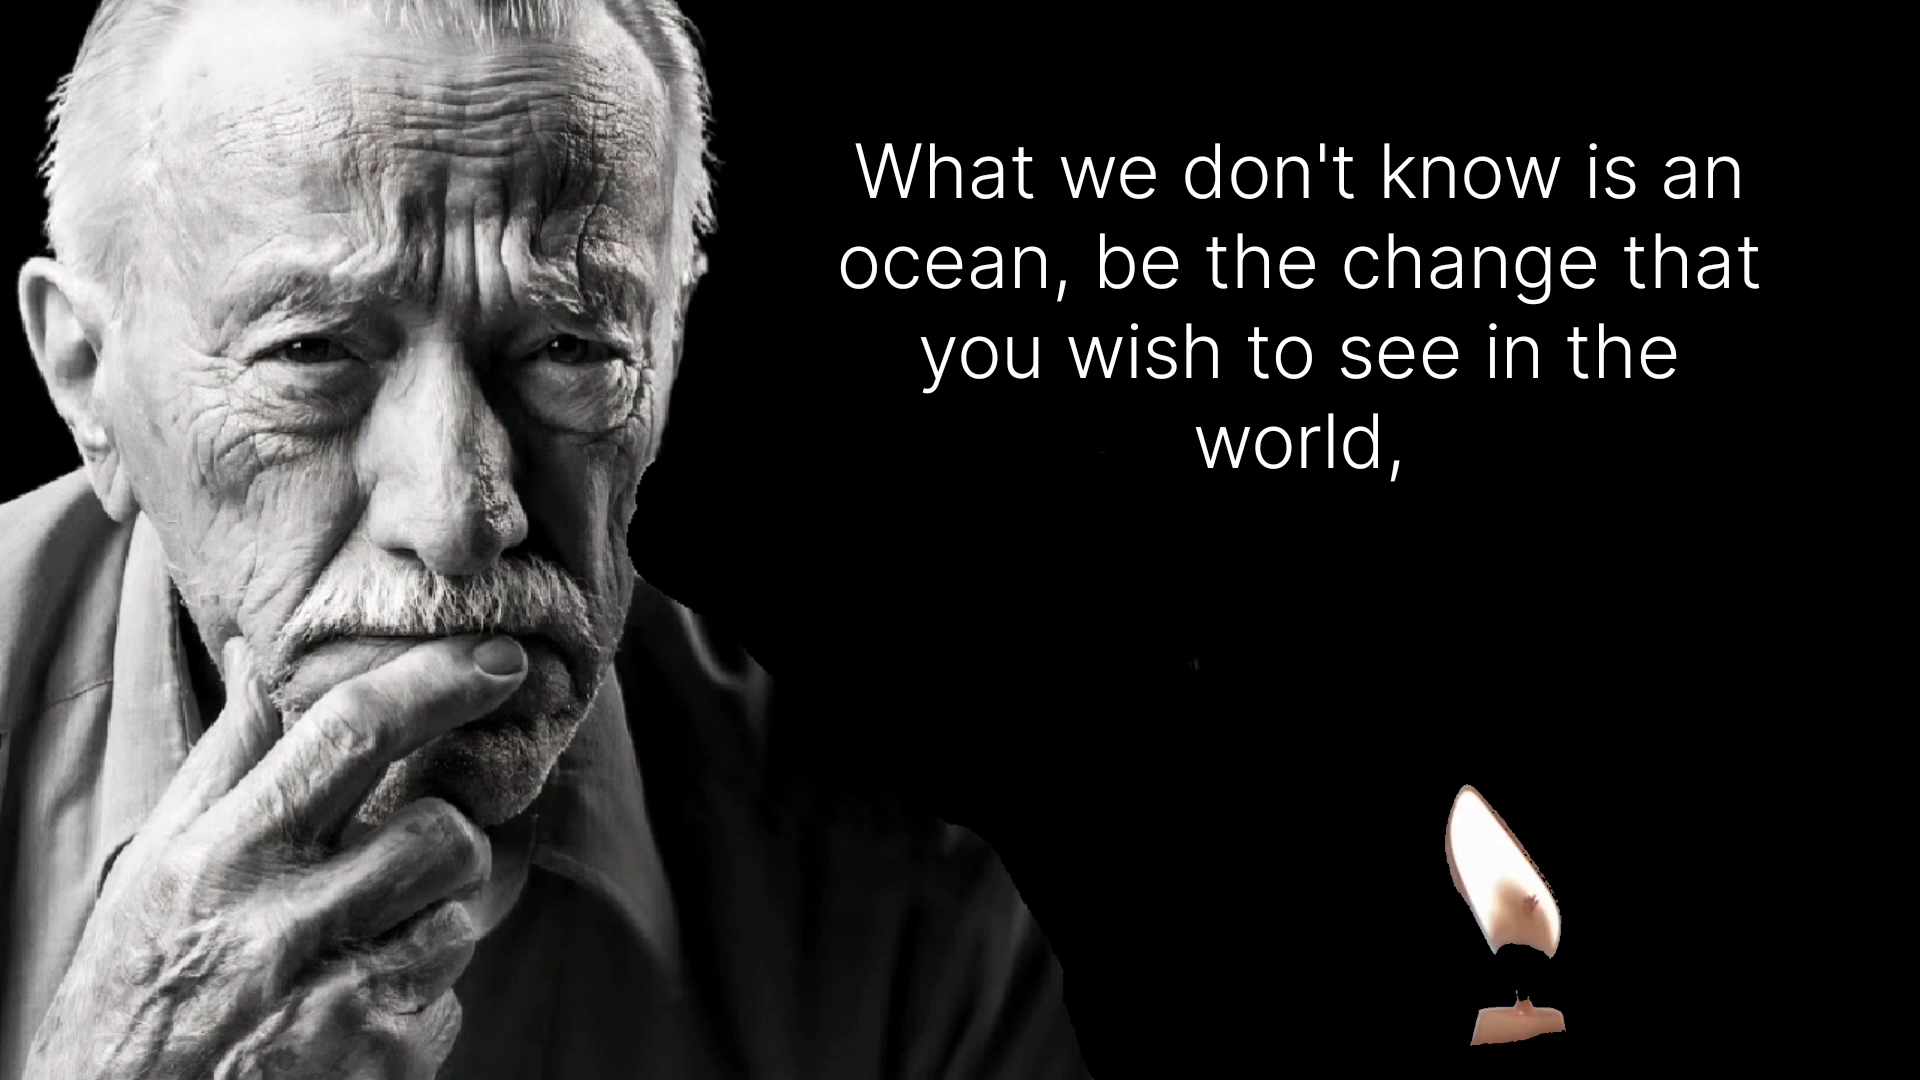 What we don't know is an
ocean, be the change that
you wish to see in the
world,